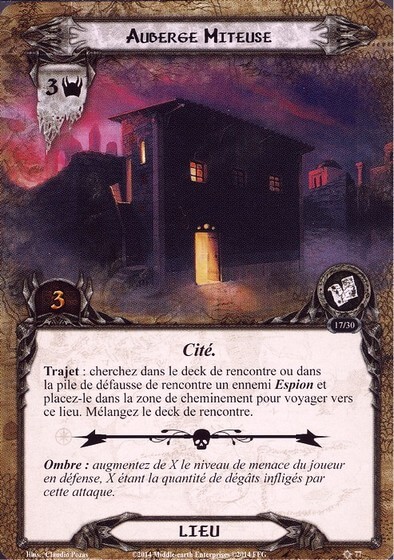 Auberge Miteuse
3
3
17/30
Cité.
Trajet : cherchez dans le deck de rencontre ou dans
la pile de défausse de rencontre un ennemi Espion et
placez-le dans la zone de cheminement pour voyager vers
ce lieu. Mélangez le deck de rencontre.
Ombre : augmentez de X le niveau de menace du joueur
en défense, X étant la quantité de dégâts infligés par
cette attaque.
LIEU
Illus. Claudio Pozas ©2014 Middle-earth Enterprises ©2014 FFG 77